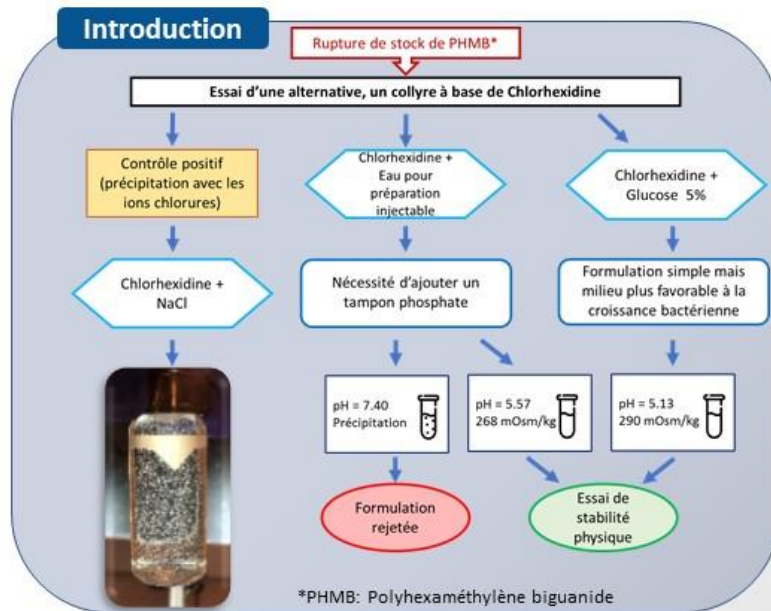 Introduction
Rupture de stock de PHMB*
Essai d'une alternative, un collyre à base de Chlorhexidine
Contrôle positif
(précipitation avec les
ions chlorures)
Chlorhexidine +
Eau pour
préparation
injectable
Chlorhexidine +
Glucose 5%
Chlorhexidine +
NaCl
Nécessité d'ajouter un
tampon phosphate
Formulation simple mais
milieu plus favorable à la
croissance bactérienne
pH = 7.40
Précipitation
pH = 5.57
268 mOsm/kg
pH = 5.13
290 mOsm/kg
Formulation
rejetée
Essai de
stabilité
physique
*PHMB: Polyhexaméthylène biguanide